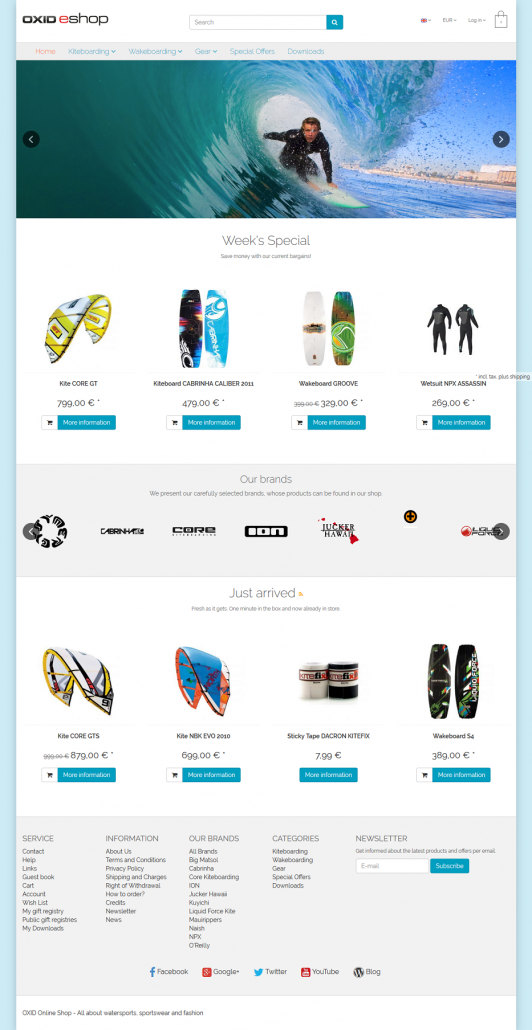 OXID eshop
Search
EUR
Log in
0
Home Kiteboarding Wakeboarding Gear Special Offers Downloads
Week's Special
Save money with our current bargains!
Kite CORE GT
Kiteboard CABRINHA CALIBER 2011
Wakeboard GROOVE
Wetsuit NPX ASSASSIN
* incl. tax, plus shipping
799,00 € *
479,00 € *
399,00 € 329,00 € *
269,00 € *
More information
More information
More information
More information
Our brands
We present our carefully selected brands, whose products can be found in our shop.
CABRINHA
CORE
KITEBOARDING
ION
JUCKER
HAWAII
LIQUID
FORCE
Just arrived
Fresh as it gets. One minute in the box and now already in store
LIQUID FORCE
Kite CORE GTS
Kite NBK EVO 2010
Sticky Tape DACRON KITEFIX
Wakeboard S4
999,00 € 879,00 € *
699,00 € *
7,99 €
389,00 € *
More information
More information
More information
More information
SERVICE
Contact
Help
Links
Guest book
Cart
Account
Wish List
My gift registry
Public gift registries
My Downloads
INFORMATION
About Us
Terms and Conditions
Privacy Policy
Shipping and Charges
Right of Withdrawal
How to order?
Credits
Newsletter
News
OUR BRANDS
All Brands
Big Matsol
Cabrinha
Core Kiteboarding
ION
Jucker Hawaii
Kuyichi
Liquid Force Kite
Mauirippers
Naish
NPX
O'Reilly
CATEGORIES
Kiteboarding
Wakeboarding
Gear
Special Offers
Downloads
NEWSLETTER
Get informed about the latest products and offers per email.
E-mail
Subscribe
Facebook Google+ Twitter YouTube Blog
OXID Online Shop - All about watersports, sportswear and fashion